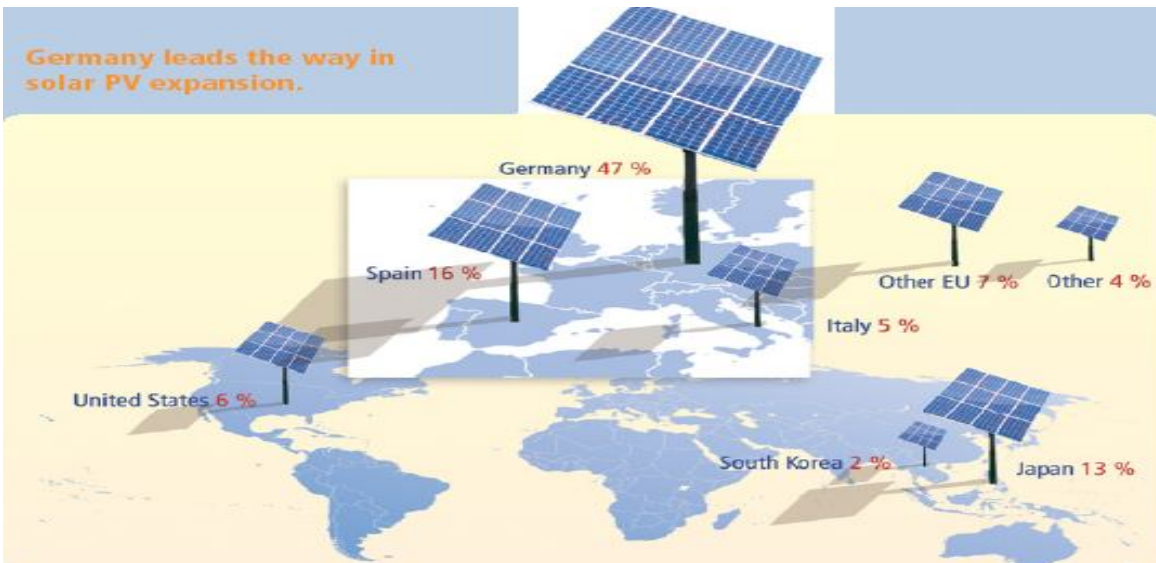 Germany leads the way in
solar PV expansion.
Germany 47 %
Spain 16 %
Other EU 7 %
Other 4 %
Italy 5 %
United States 6 %
South Korea 2 %
Japan 13 %